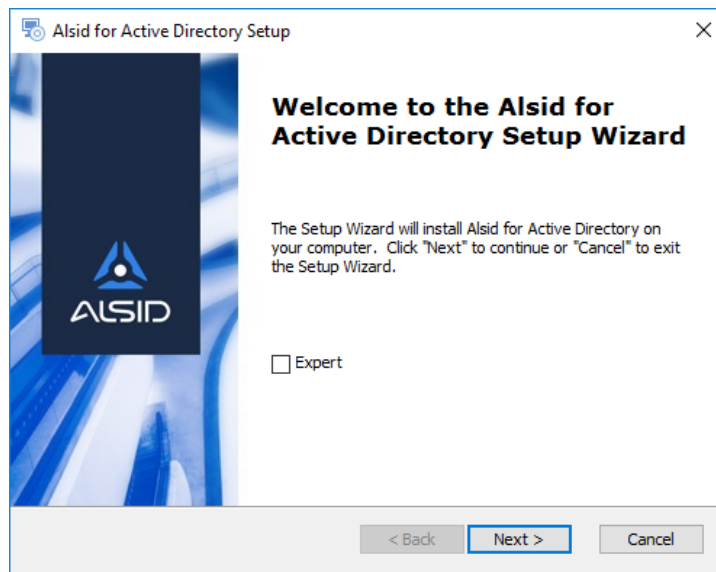 Alsid for Active Directory Setup
Welcome to the Alsid for
Active Directory Setup Wizard
The Setup Wizard will install Alsid for Active Directory on
your computer. Click "Next" to continue or "Cancel" to exit
the Setup Wizard.
ALSID
Expert
< Back
Next >
Cancel